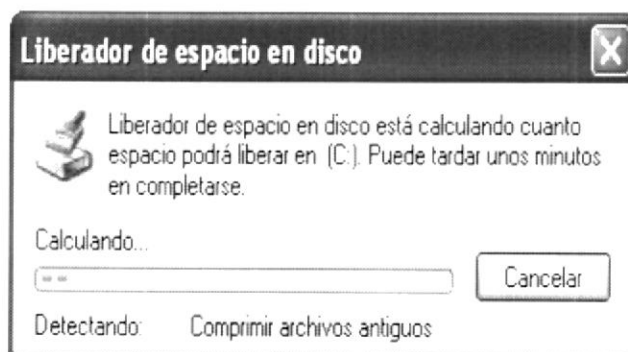 Liberador de espacio en disco
Liberador de espacio en disco está calculando cuanto
espacio podrá liberar en (C:). Puede tardar unos minutos
en completarse.
Calculando...
Cancelar
Detectando: Comprimir archivos antiguos